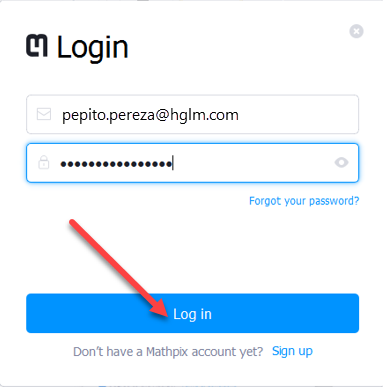 Login
pepito.pereza@hglm.com
••••••••••••••••
Forgot your password?
Log in
Don't have a Mathpix account yet? Sign up